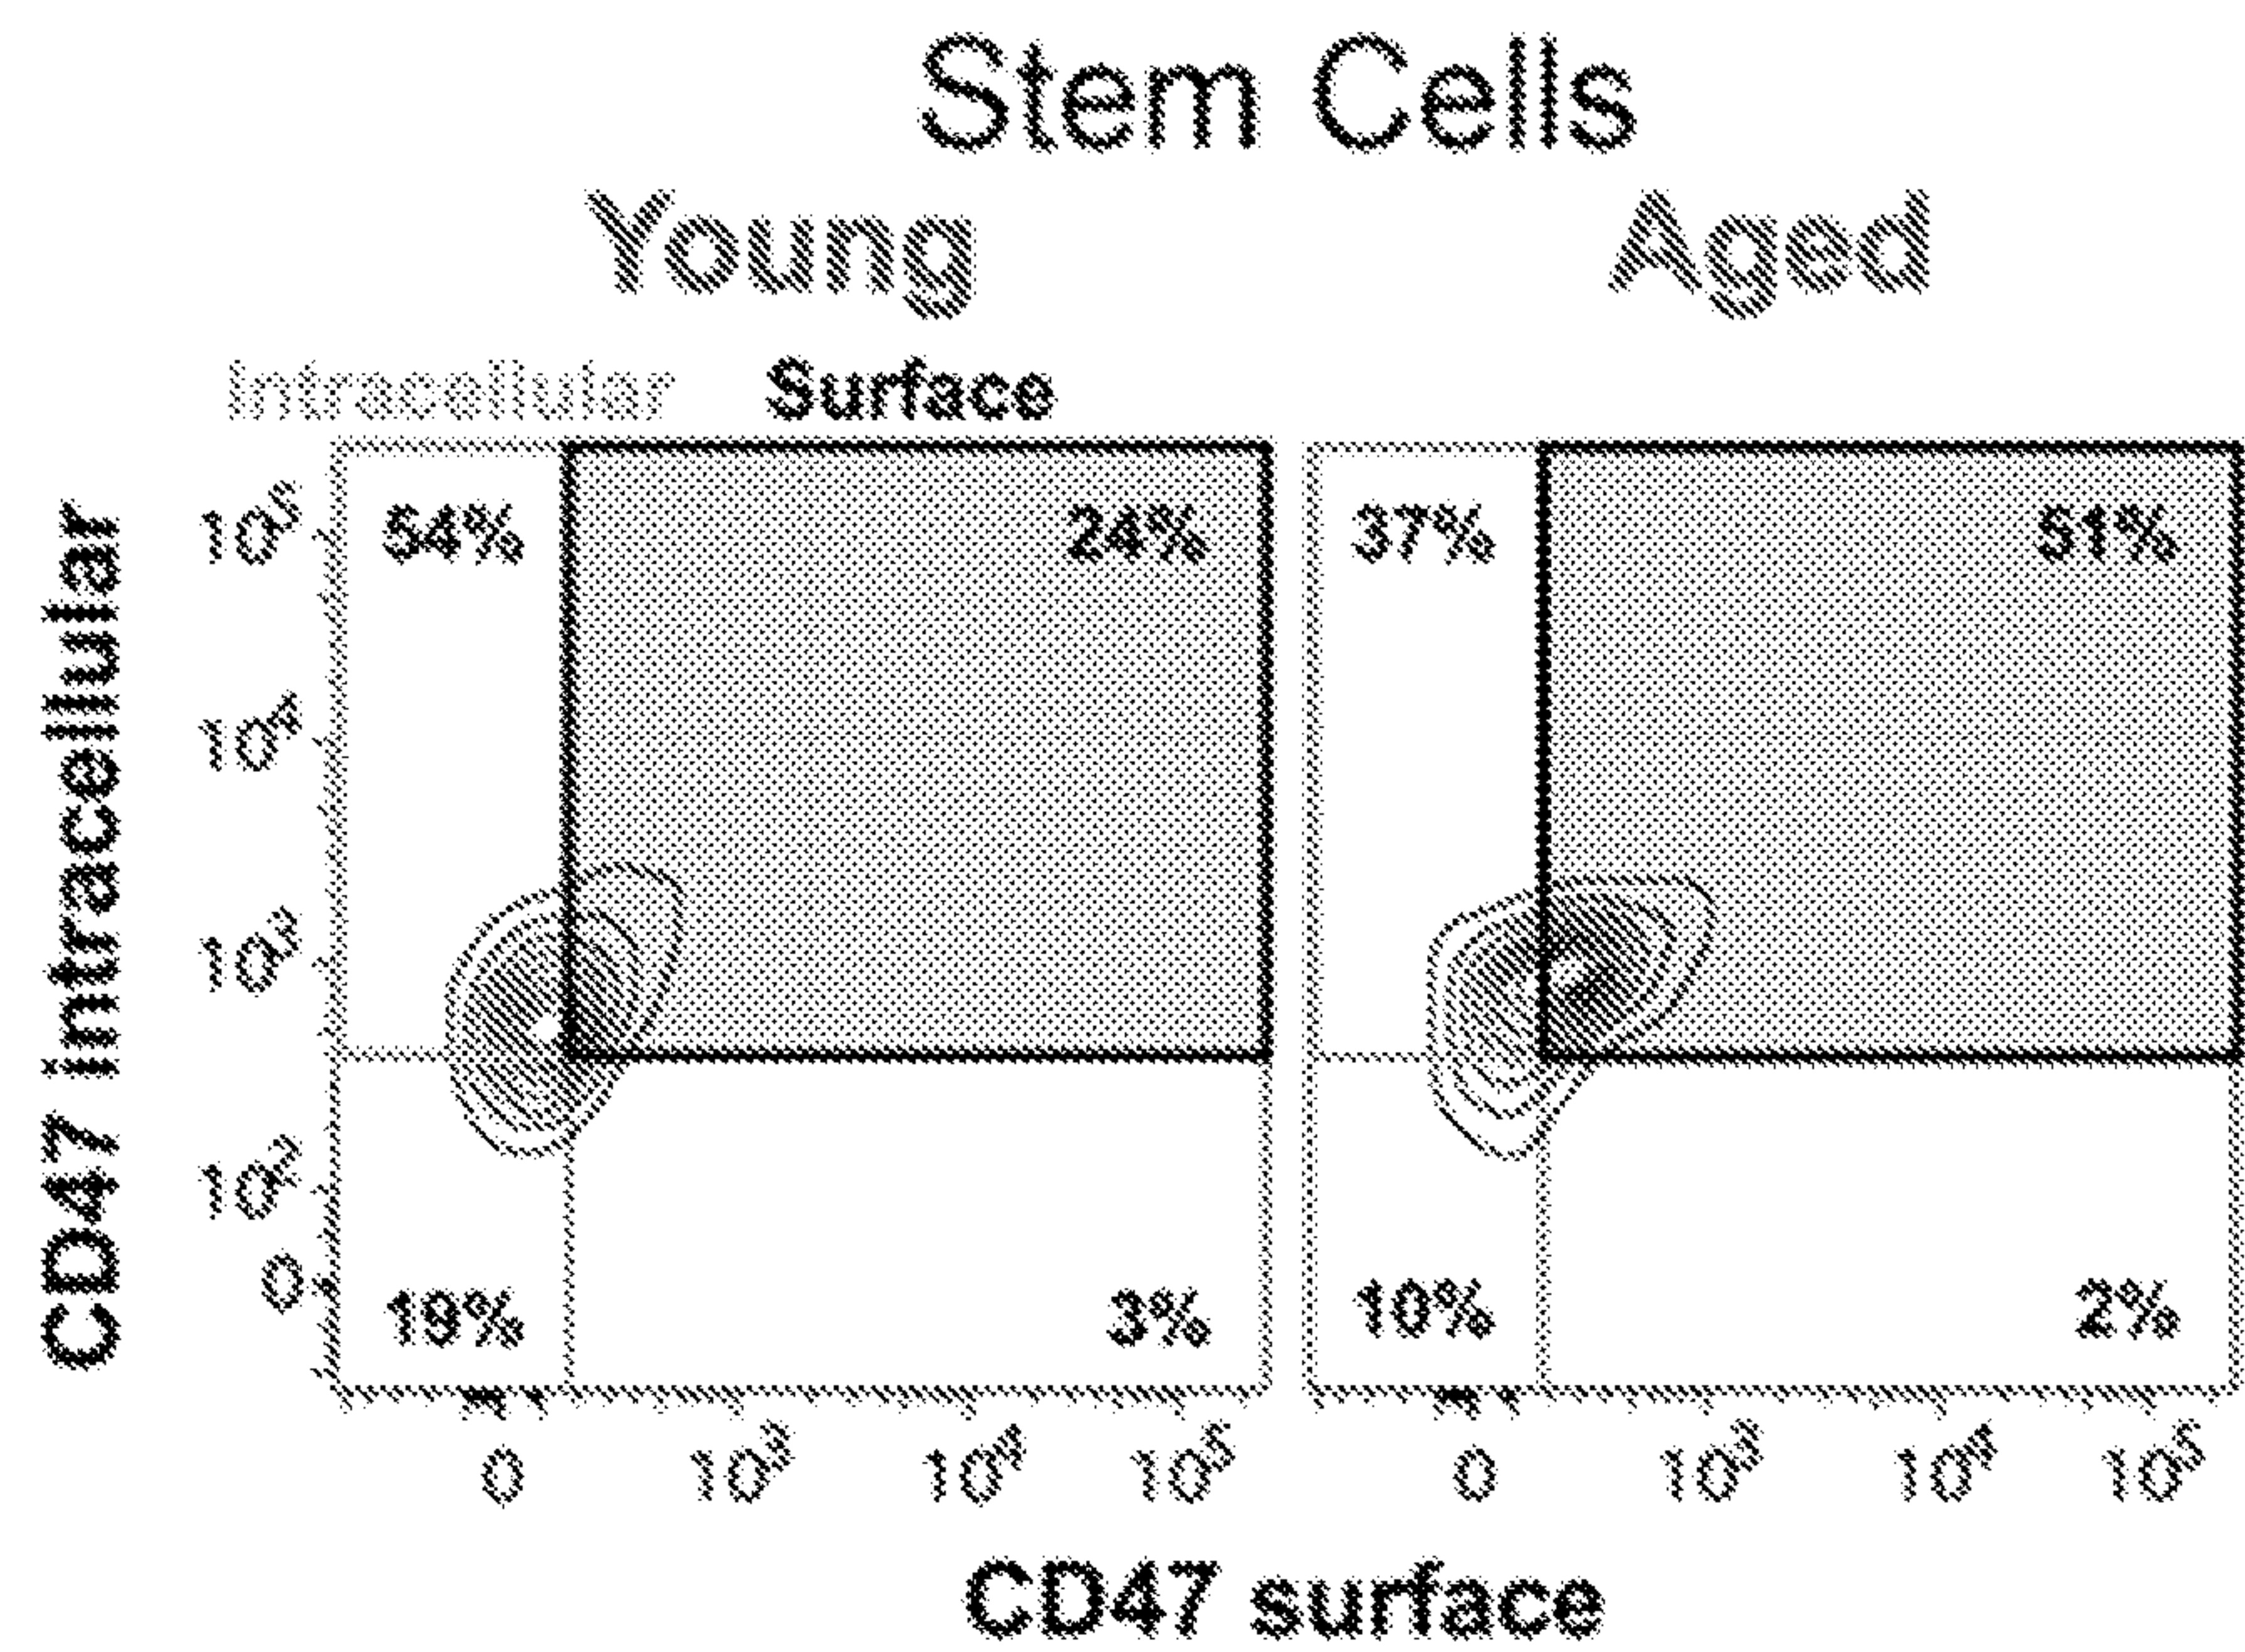 Stem Cells
Young Aged
Intracellular Surface
CD47 intracellular
10⁵
10⁴
10³
10²
0
54% 24%
19% 3%
37% 51%
10% 2%
0 10³ 10⁴ 10⁵
0 10³ 10⁴ 10⁵
CD47 surface